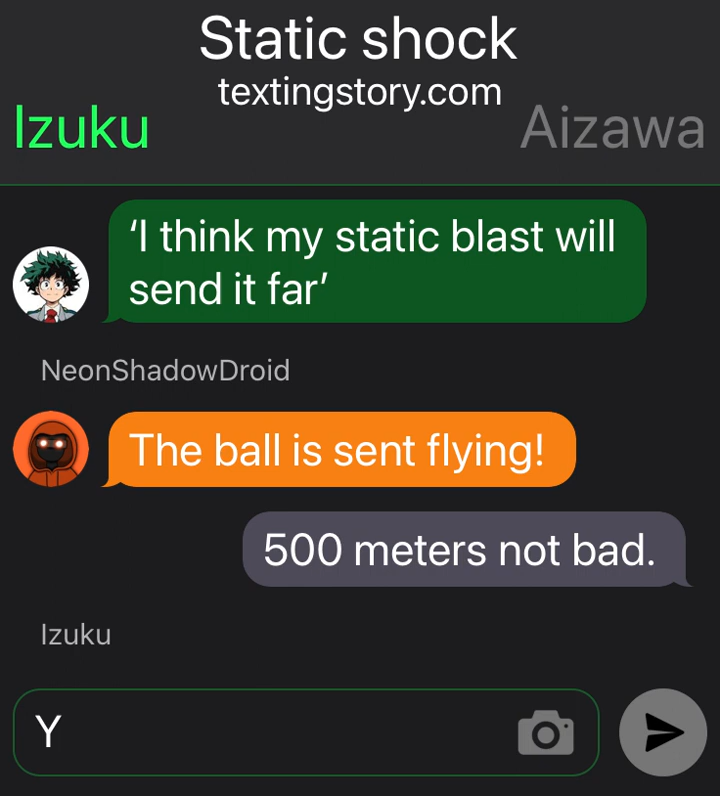 Static shock
textingstory.com
Izuku
Aizawa
‘I think my static blast will
send it far’
NeonShadowDroid
The ball is sent flying!
500 meters not bad.
Izuku
Y